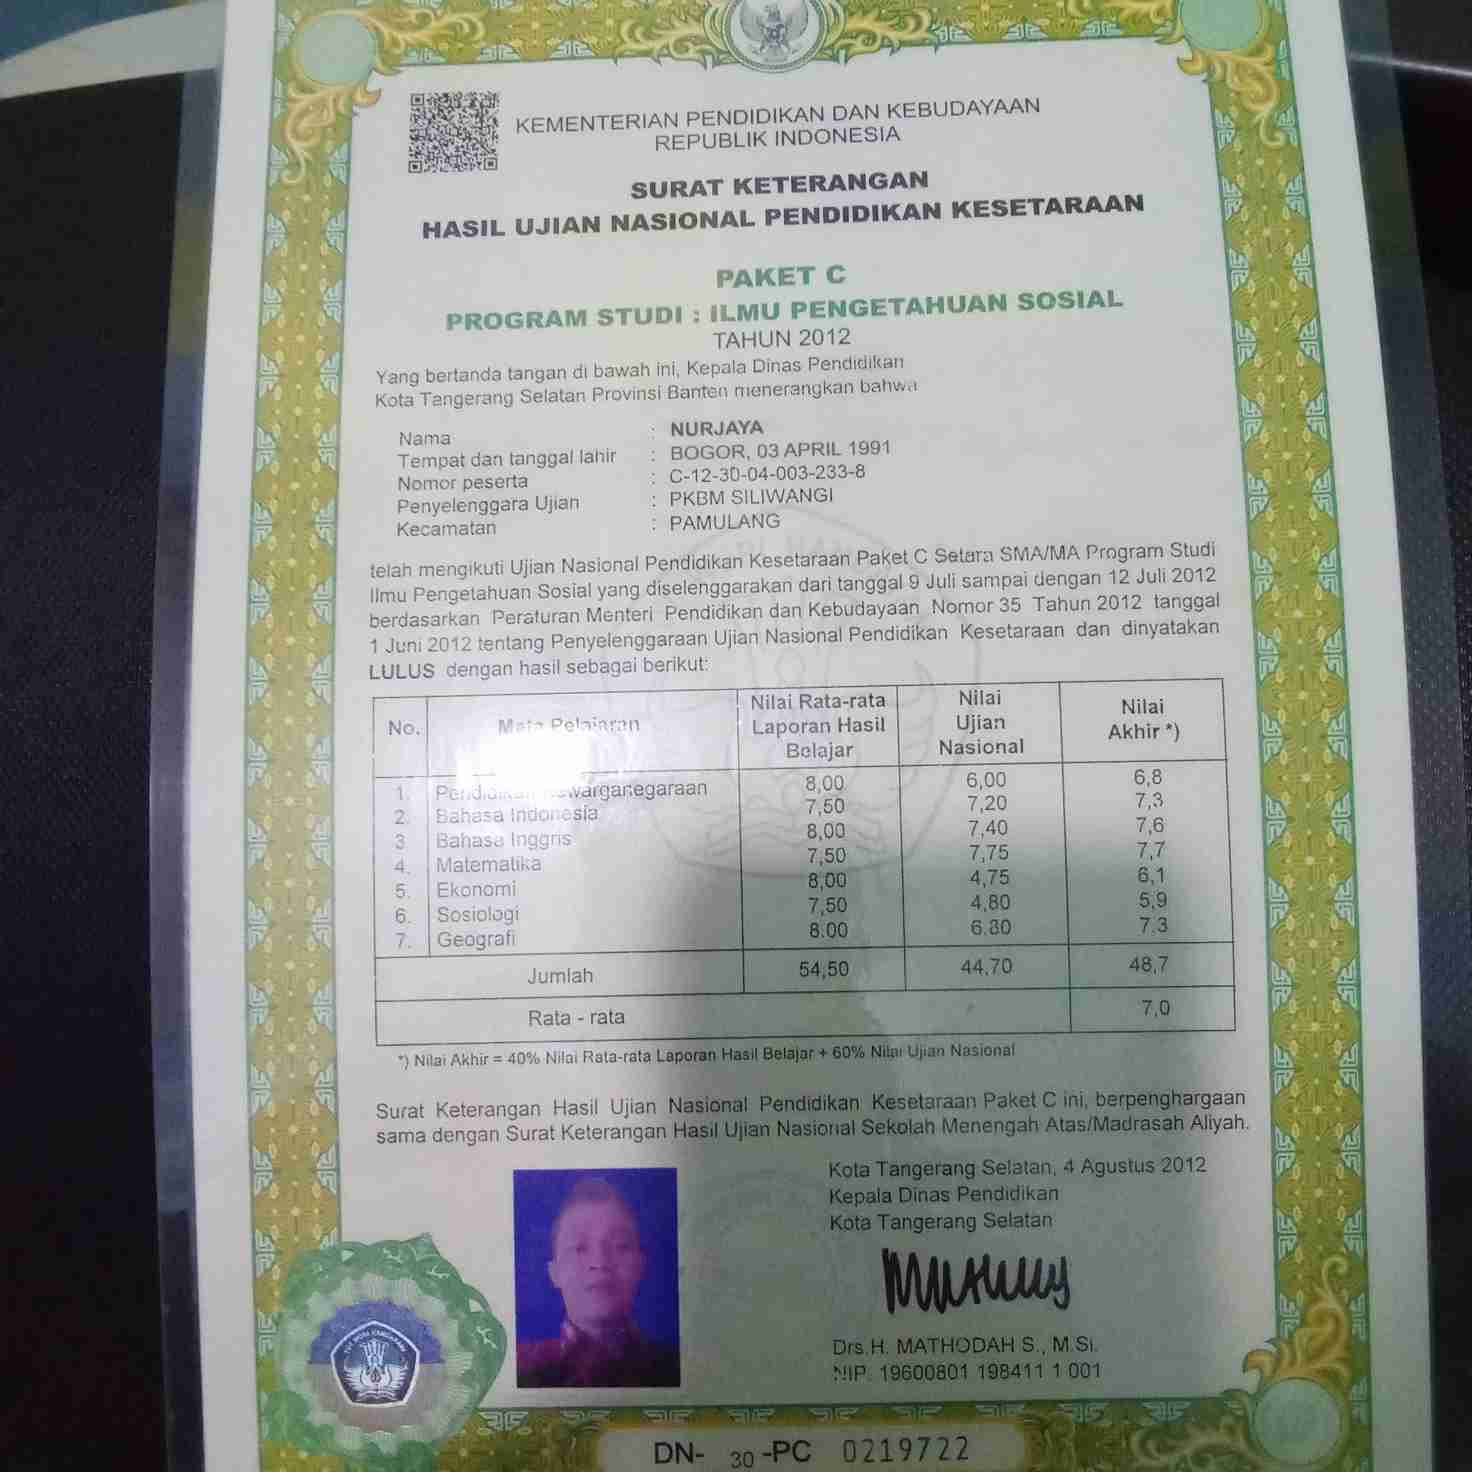 KEMENTERIAN PENDIDIKAN DAN KEBUDAYAAN
REPUBLIK INDONESIA
SURAT KETERANGAN
HASIL UJIAN NASIONAL PENDIDIKAN KESETARAAN
PAKET C
PROGRAM STUDI : ILMU PENGETAHUAN SOSIAL
TAHUN 2012
Yang bertanda tangan di bawah ini, Kepala Dinas Pendidikan
Kota Tangerang Selatan Provinsi Banten menerangkan bahwa
Nama : NURJAYA
Tempat dan tanggal lahir : BOGOR, 03 APRIL 1991
Nomor peserta : C-12-30-04-003-233-8
Penyelenggara Ujian : PKBM SILIWANGI
Kecamatan : PAMULANG
telah mengikuti Ujian Nasional Pendidikan Kesetaraan Paket C Setara SMA/MA Program Studi
Ilmu Pengetahuan Sosial yang diselenggarakan dari tanggal 9 Juli sampai dengan 12 Juli 2012
berdasarkan Peraturan Menteri Pendidikan dan Kebudayaan Nomor 35 Tahun 2012 tanggal
1 Juni 2012 tentang Penyelenggaraan Ujian Nasional Pendidikan Kesetaraan dan dinyatakan
LULUS dengan hasil sebagai berikut:
No. Mata Pelajaran Nilai Rata-rata Laporan Hasil Belajar Nilai Ujian Nasional Nilai Akhir *)
1. Pendidikan Kewarganegaraan 8,00 6,00 6,8
2. Bahasa Indonesia 7,50 7,20 7,3
3. Bahasa Inggris 8,00 7,40 7,6
4. Matematika 7,50 7,75 7,7
5. Ekonomi 8,00 4,75 6,1
6. Sosiologi 7,50 4,80 5,9
7. Geografi 8,00 6,80 7,3
Jumlah 54,50 44,70 48,7
Rata - rata 7,0
*) Nilai Akhir = 40% Nilai Rata-rata Laporan Hasil Belajar + 60% Nilai Ujian Nasional
Surat Keterangan Hasil Ujian Nasional Pendidikan Kesetaraan Paket C ini, berpenghargaan
sama dengan Surat Keterangan Hasil Ujian Nasional Sekolah Menengah Atas/Madrasah Aliyah.
Kota Tangerang Selatan, 4 Agustus 2012
Kepala Dinas Pendidikan
Kota Tangerang Selatan
Drs.H. MATHODAH S., M.Si.
NIP. 19600801 198411 1 001
TUT WURI HANDAYANI
DN- 30 -PC 0219722